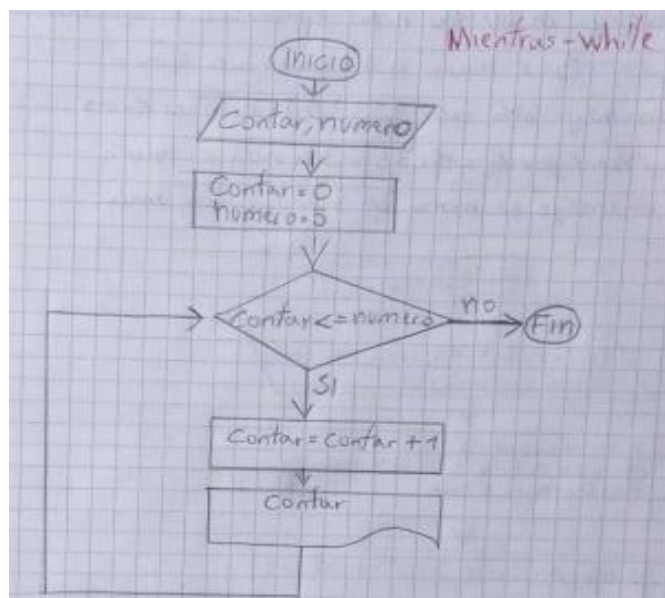 Mientras - while
Inicio
Contar, numero
Contar = 0
numero = 5
Contar <= numero
no
Fin
SI
Contar = contar + 1
Contar